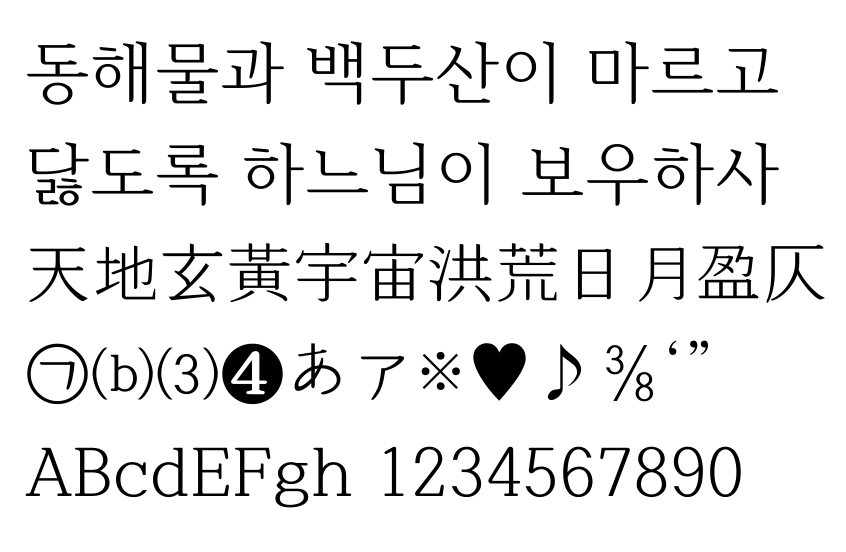 동해물과 백두산이 마르고
닳도록 하느님이 보우하사
天地玄黃宇宙洪荒日月盈仄
㉠⒝⑶❹あァ※♥♪⅜‘”
ABcdEFgh 1234567890